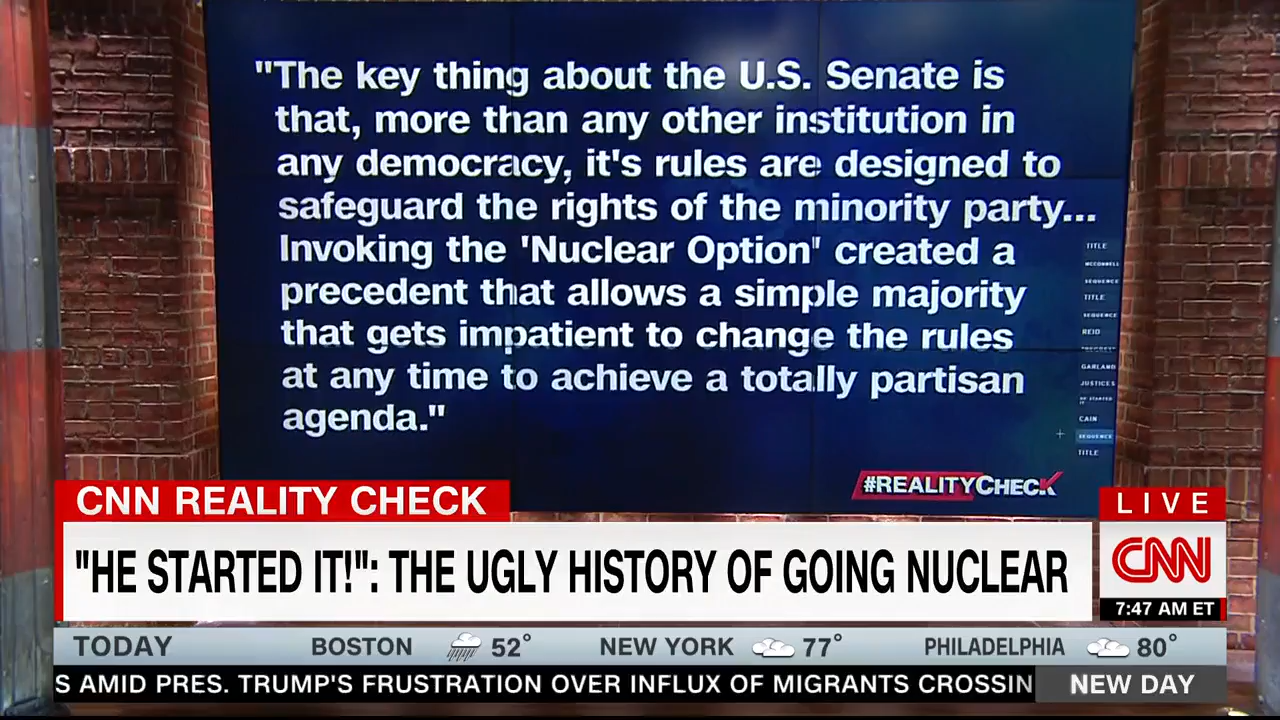 "The key thing about the U.S. Senate is
that, more than any other institution in
any democracy, it's rules are designed to
safeguard the rights of the minority party...
Invoking the 'Nuclear Option' created a
precedent that allows a simple majority
that gets impatient to change the rules
at any time to achieve a totally partisan
agenda."
TITLE
MCCONNELL
SEQUENCE
TITLE
SEQUENCE
REID
GARLAND
JUSTICES
CAIN
SEQUENCE
TITLE
#REALITYCHECK
CNN REALITY CHECK
LIVE
"HE STARTED IT!": THE UGLY HISTORY OF GOING NUCLEAR
CNN
7:47 AM ET
TODAY BOSTON 52° NEW YORK 77° PHILADELPHIA 80°
S AMID PRES. TRUMP'S FRUSTRATION OVER INFLUX OF MIGRANTS CROSSIN NEW DAY